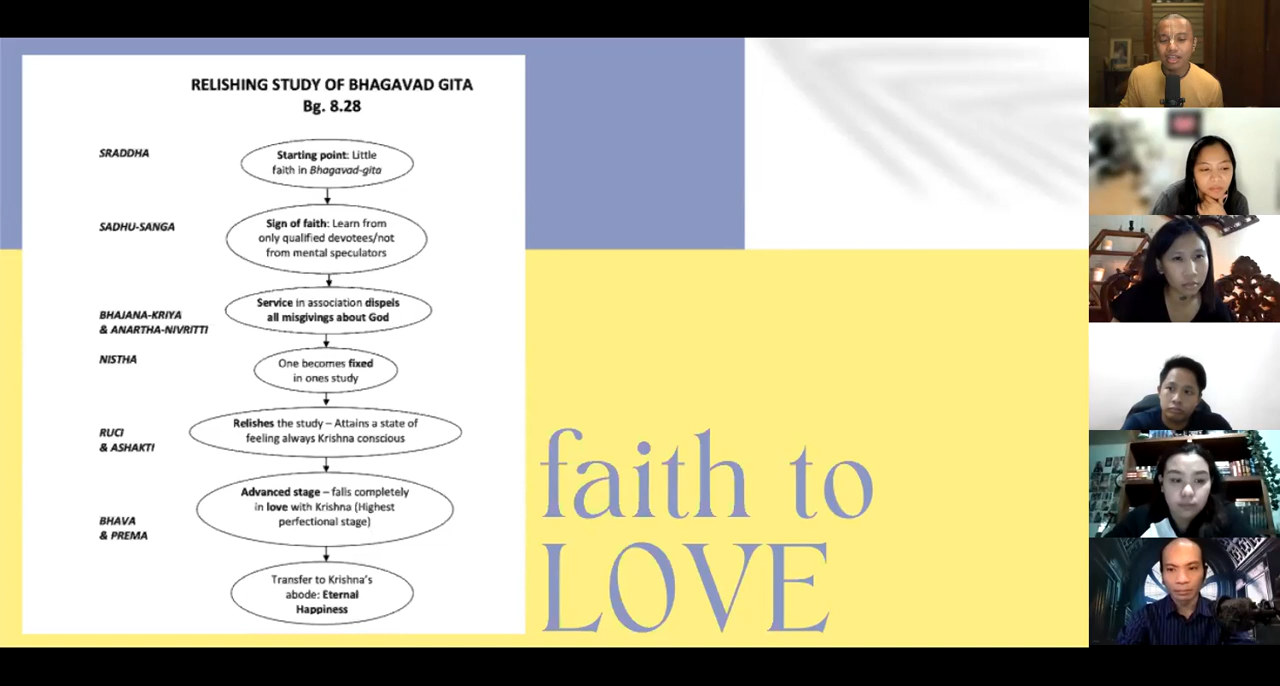 RELISHING STUDY OF BHAGAVAD GITA
Bg. 8.28
SRADDHA
Starting point: Little
faith in Bhagavad-gita
SADHU-SANGA
Sign of faith: Learn from
only qualified devotees/not
from mental speculators
BHAJANA-KRIYA
& ANARTHA-NIVRITTI
Service in association dispels
all misgivings about God
NISTHA
One becomes fixed
in ones study
RUCI
& ASHAKTI
Relishes the study – Attains a state of
feeling always Krishna conscious
BHAVA
& PREMA
Advanced stage – falls completely
in love with Krishna (Highest
perfectional stage)
Transfer to Krishna's
abode: Eternal
Happiness
faith to
LOVE